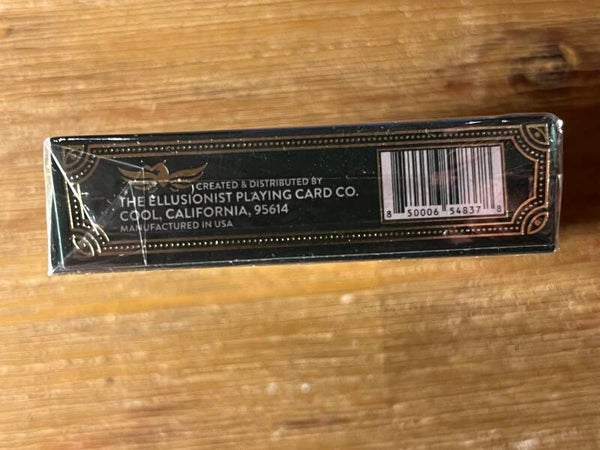 CREATED & DISTRIBUTED BY
THE ELLUSIONIST PLAYING CARD CO.
COOL, CALIFORNIA, 95614
MANUFACTURED IN USA
8 50006 54837 8